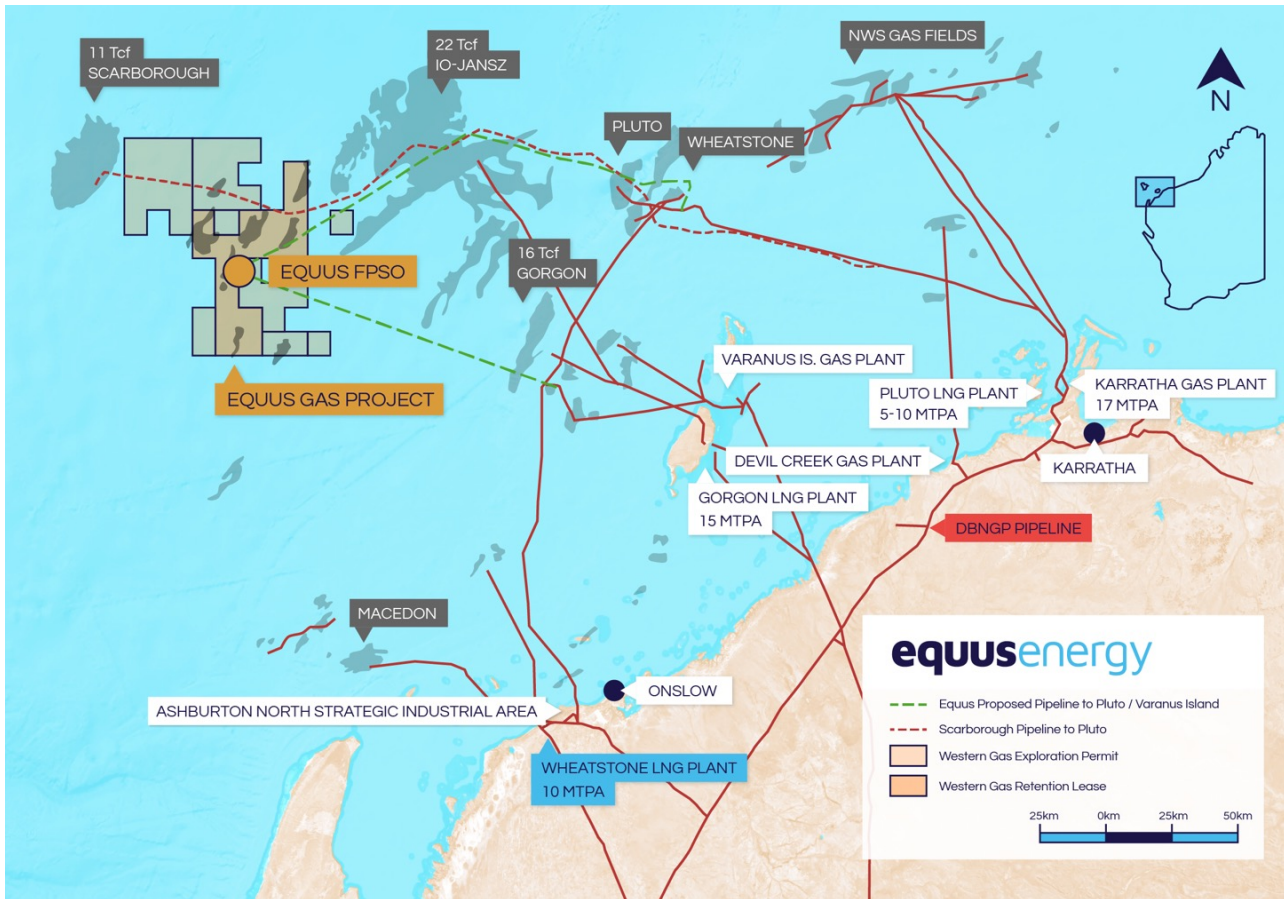 11 Tcf
SCARBOROUGH
22 Tcf
IO-JANSZ
NWS GAS FIELDS
N
PLUTO
WHEATSTONE
16 Tcf
GORGON
EQUUS FPSO
EQUUS GAS PROJECT
VARANUS IS. GAS PLANT
PLUTO LNG PLANT
5-10 MTPA
KARRATHA GAS PLANT
17 MTPA
DEVIL CREEK GAS PLANT
KARRATHA
GORGON LNG PLANT
15 MTPA
DBNGP PIPELINE
MACEDON
ONSLOW
ASHBURTON NORTH STRATEGIC INDUSTRIAL AREA
WHEATSTONE LNG PLANT
10 MTPA
equusenergy
Equus Proposed Pipeline to Pluto / Varanus Island
Scarborough Pipeline to Pluto
Western Gas Exploration Permit
Western Gas Retention Lease
25km 0km 25km 50km